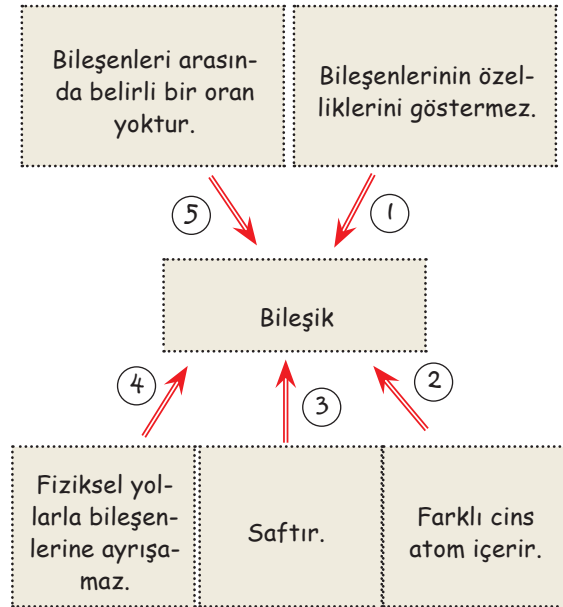 Bileşenleri arasın-
da belirli bir oran
yoktur.
Bileşenlerinin özel-
liklerini göstermez.
5
1
Bileşik
4
3
2
Fiziksel yol-
larla bileşen-
lerine ayrışa-
maz.
Saftır.
Farklı cins
atom içerir.